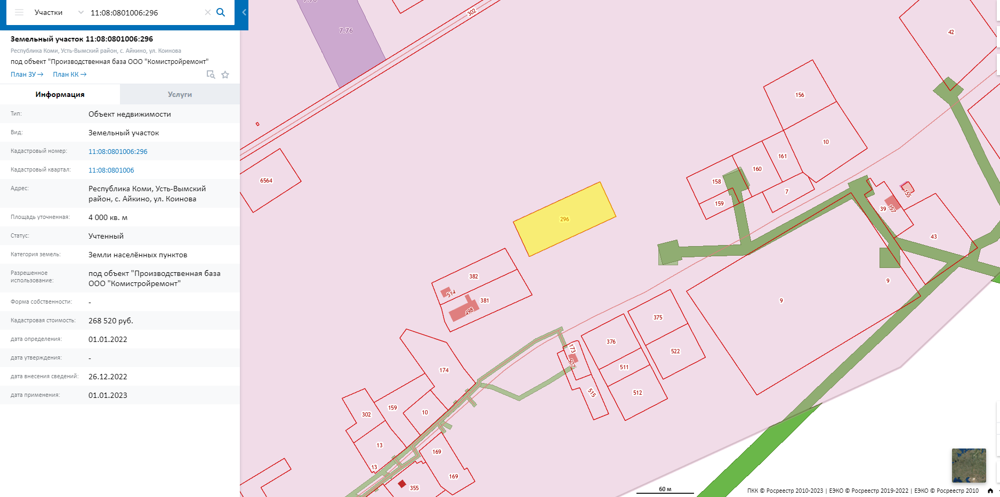 Участки
11:08:0801006:296
Земельный участок 11:08:0801006:296
Республика Коми, Усть-Вымский район, с. Айкино, ул. Коинова
под объект "Производственная база ООО "Комистройремонт"
План ЗУ →
План КК →
Информация
Услуги
Тип:
Объект недвижимости
Вид:
Земельный участок
Кадастровый номер:
11:08:0801006:296
Кадастровый квартал:
11:08:0801006
Адрес:
Республика Коми, Усть-Вымский
район, с. Айкино, ул. Коинова
Площадь уточненная:
4 000 кв. м
Статус:
Учтенный
Категория земель:
Земли населённых пунктов
Разрешенное
использование:
под объект "Производственная база
ООО "Комистройремонт"
Форма собственности:
-
Кадастровая стоимость:
268 520 руб.
дата определения:
01.01.2022
дата утверждения:
-
дата внесения сведений:
26.12.2022
дата применения:
01.01.2023
7.76
7.76
302
42
156
10
161
160
158
159
7
6564
296
39
157
155
43
9
9
382
514
381
498
375
376
522
511
512
173
507
515
174
302
159
10
13
13
169
169
355
60 м
ПКК © Росреестр 2010-2023 | ЕЭКО © Росреестр 2019-2022 | ЕЭКО © Росреестр 2010